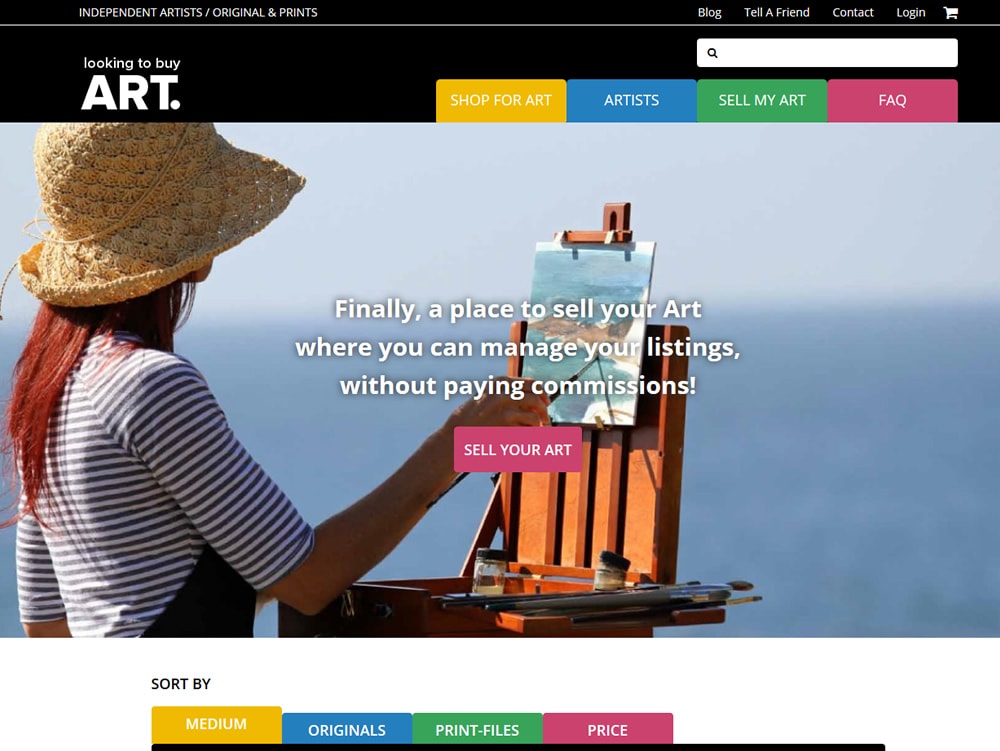 INDEPENDENT ARTISTS / ORIGINAL & PRINTS
Blog Tell A Friend Contact Login
looking to buy
ART.
SHOP FOR ART ARTISTS SELL MY ART FAQ
Finally, a place to sell your Art
where you can manage your listings,
without paying commissions!
SELL YOUR ART
SORT BY
MEDIUM ORIGINALS PRINT-FILES PRICE